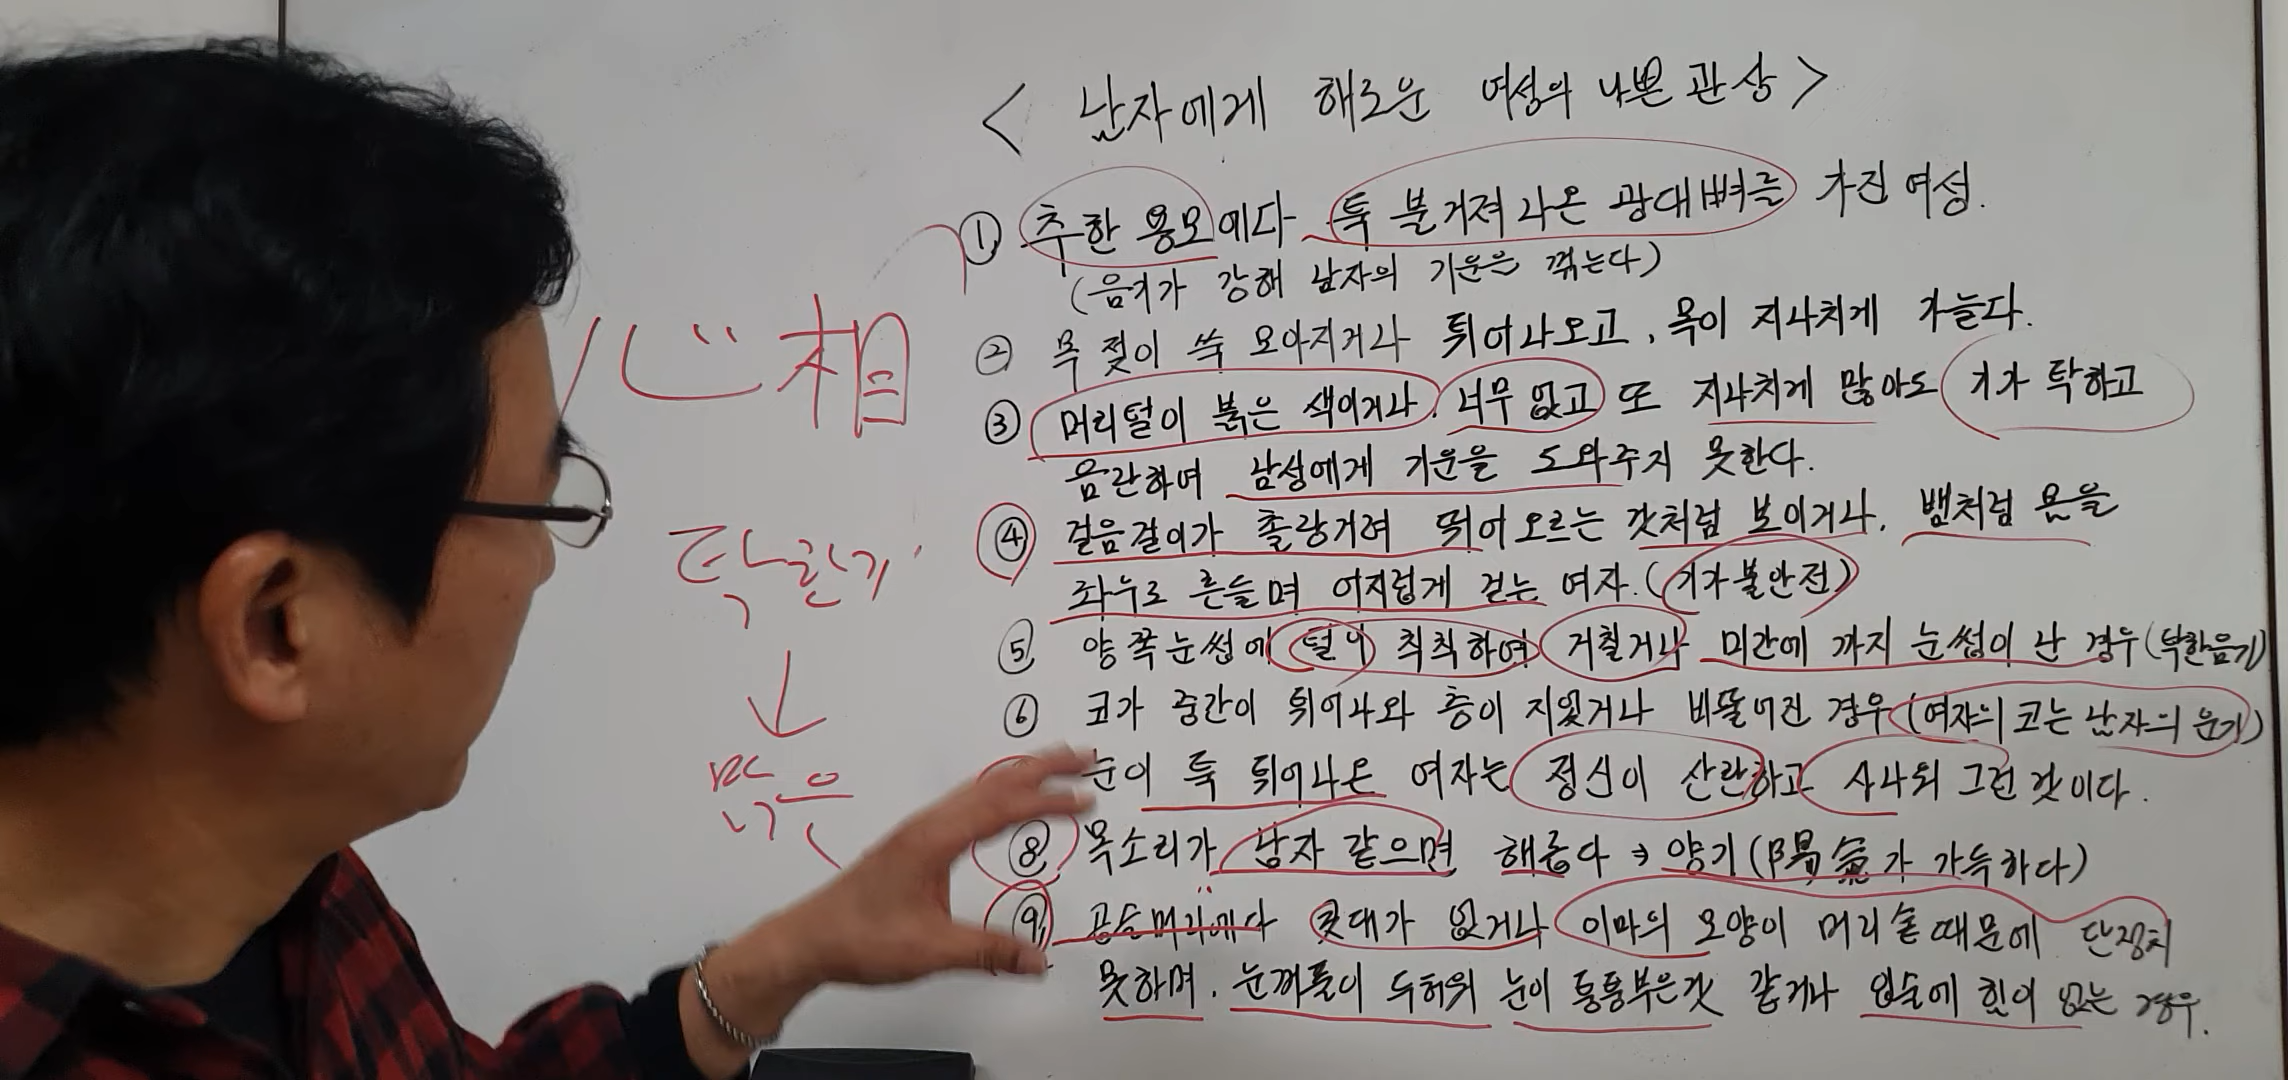 < 남자에게 해로운 여성의 나쁜 관상 >
① 추한 용모에다 툭 불거져 나온 광대뼈를 가진 여성.
(음기가 강해 남자의 기운을 꺾는다)
② 목젖이 쑥 모아지거나 튀어나오고, 목이 지나치게 가늘다.
③ 머리털이 붉은 색이거나, 너무 없고 또 지나치게 많아도 기가 탁하고
음란하며 남성에게 기운을 도와주지 못한다.
④ 걸음걸이가 촐랑거려 뛰어오르는 것처럼 보이거나, 뱀처럼 몸을
좌우로 흔들며 어지럽게 걷는 여자. (기가 불안전)
⑤ 양쪽 눈썹에 털이 칙칙하여 거칠거나 미간에 까지 눈썹이 난 경우 (탁한음기)
⑥ 코가 중간이 튀어나와 층이 지었거나 비뚤어진 경우 (여자의 코는 남자의 운기)
눈이 툭 튀어나온 여자는 정신이 산란하고 사나워 그런 것이다.
⑧ 목소리가 남자 같으면 해롭다 → 양기 (陽氣가 가득하다)
⑨ 곱슬머리에다 콧대가 없거나 이마의 모양이 머리숱 때문에 단정치
못하며, 눈꺼풀이 두꺼워 눈이 퉁퉁부은것 같거나 입술에 힘이 없는 경우.
心相
탁한기
↓